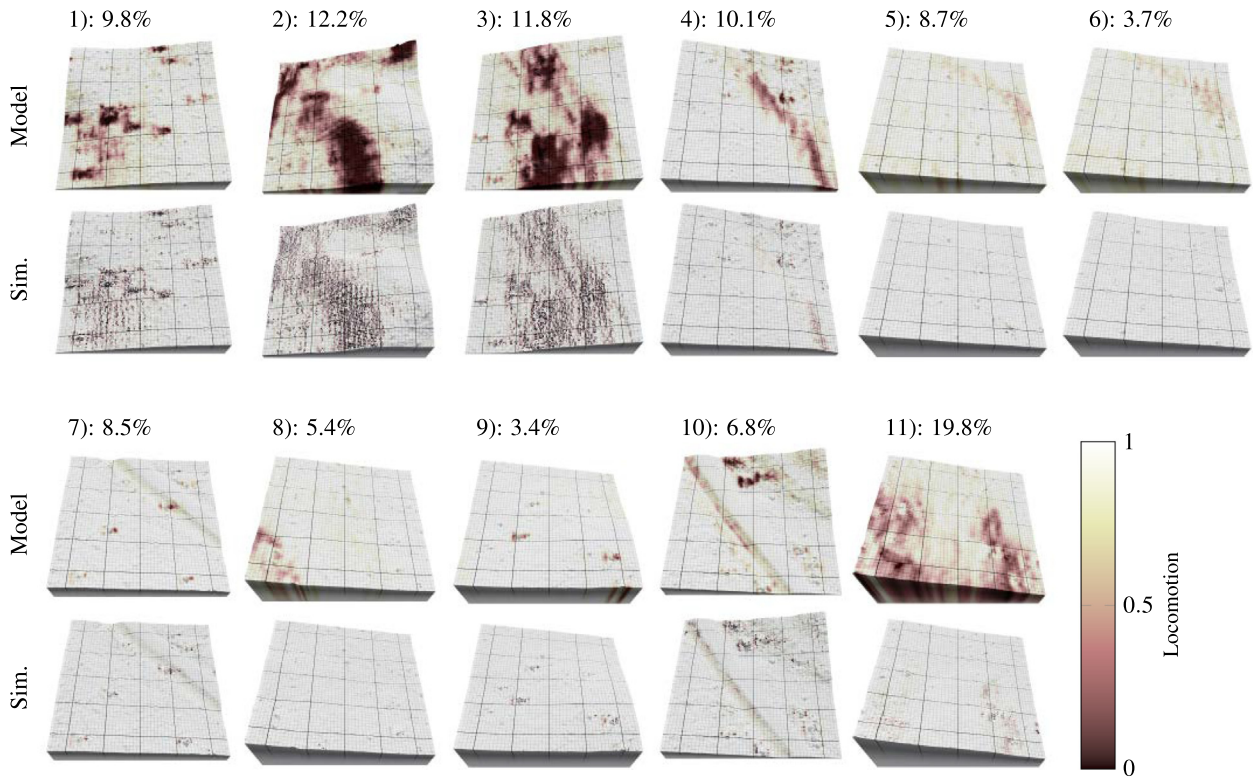 1): 9.8% 2): 12.2% 3): 11.8% 4): 10.1% 5): 8.7% 6): 3.7%
Model
Sim.
7): 8.5% 8): 5.4% 9): 3.4% 10): 6.8% 11): 19.8%
Model
Sim.
1
0.5
0
Locomotion